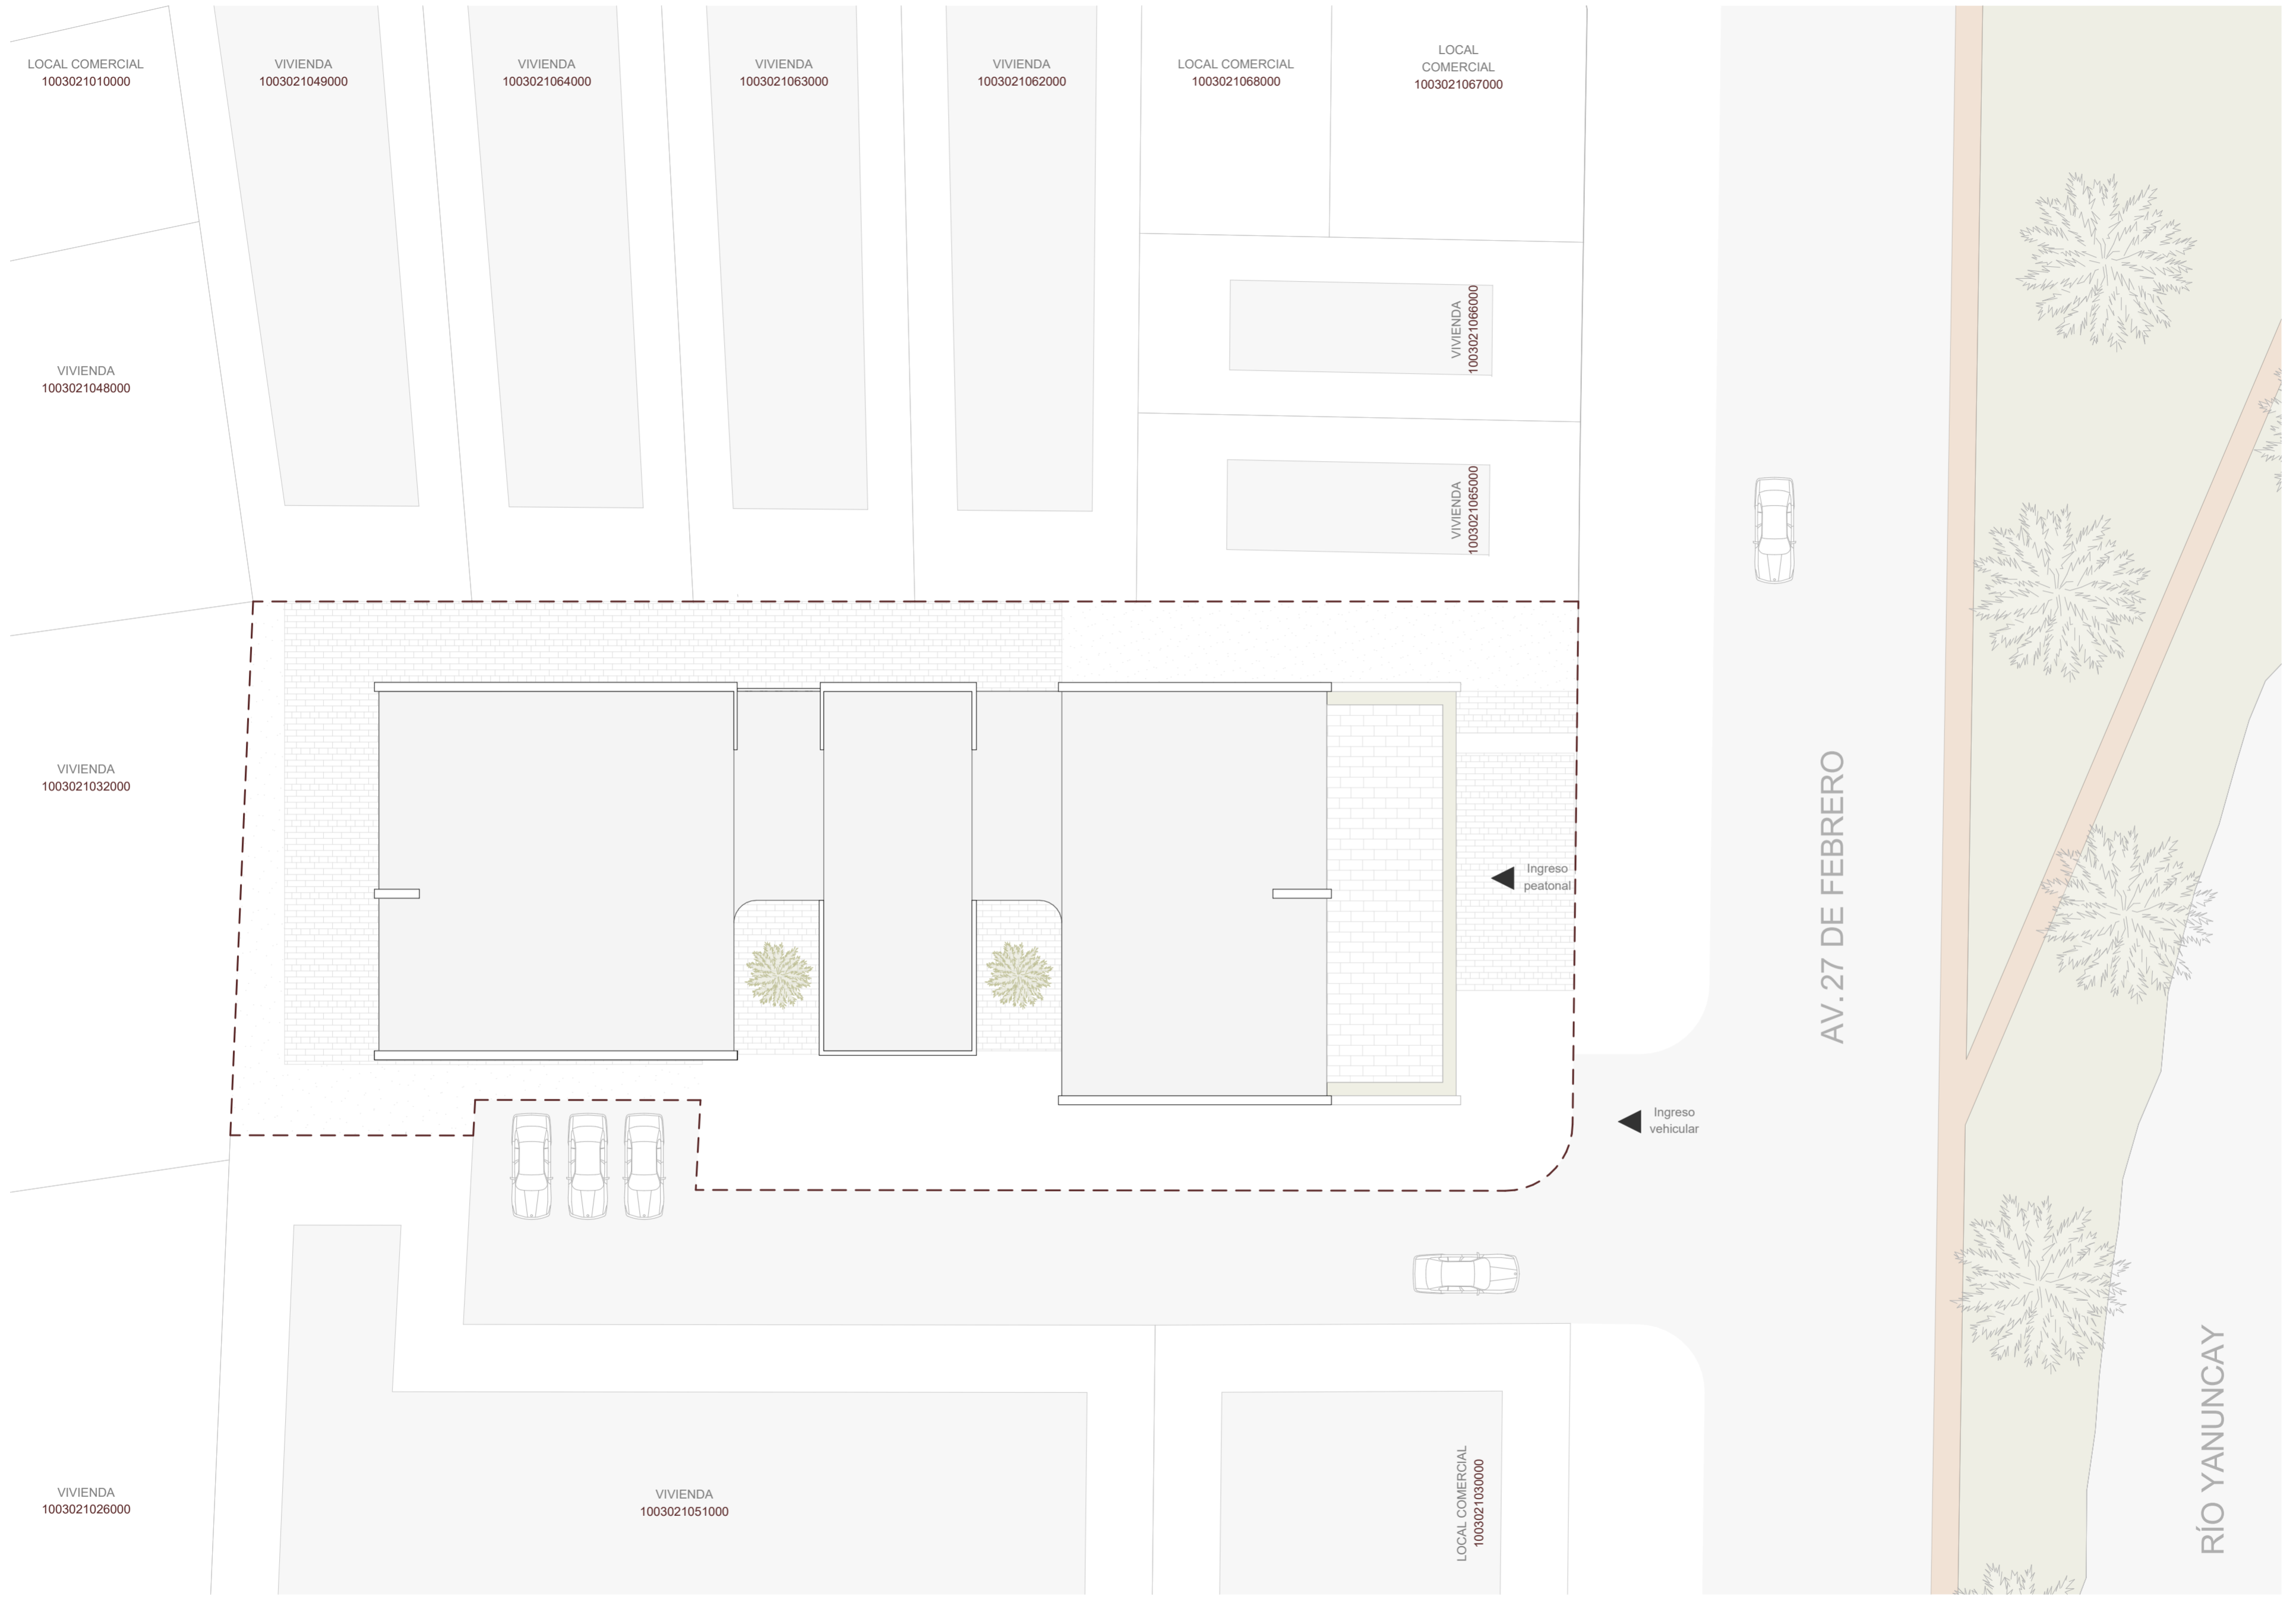 LOCAL COMERCIAL
1003021010000
VIVIENDA
1003021049000
VIVIENDA
1003021064000
VIVIENDA
1003021063000
VIVIENDA
1003021062000
LOCAL COMERCIAL
1003021068000
LOCAL
COMERCIAL
1003021067000
VIVIENDA
1003021066000
VIVIENDA
1003021048000
VIVIENDA
1003021065000
VIVIENDA
1003021032000
Ingreso
peatonal
AV. 27 DE FEBRERO
Ingreso
vehicular
VIVIENDA
1003021026000
VIVIENDA
1003021051000
LOCAL COMERCIAL
1003021030000
RÍO YANUNCAY